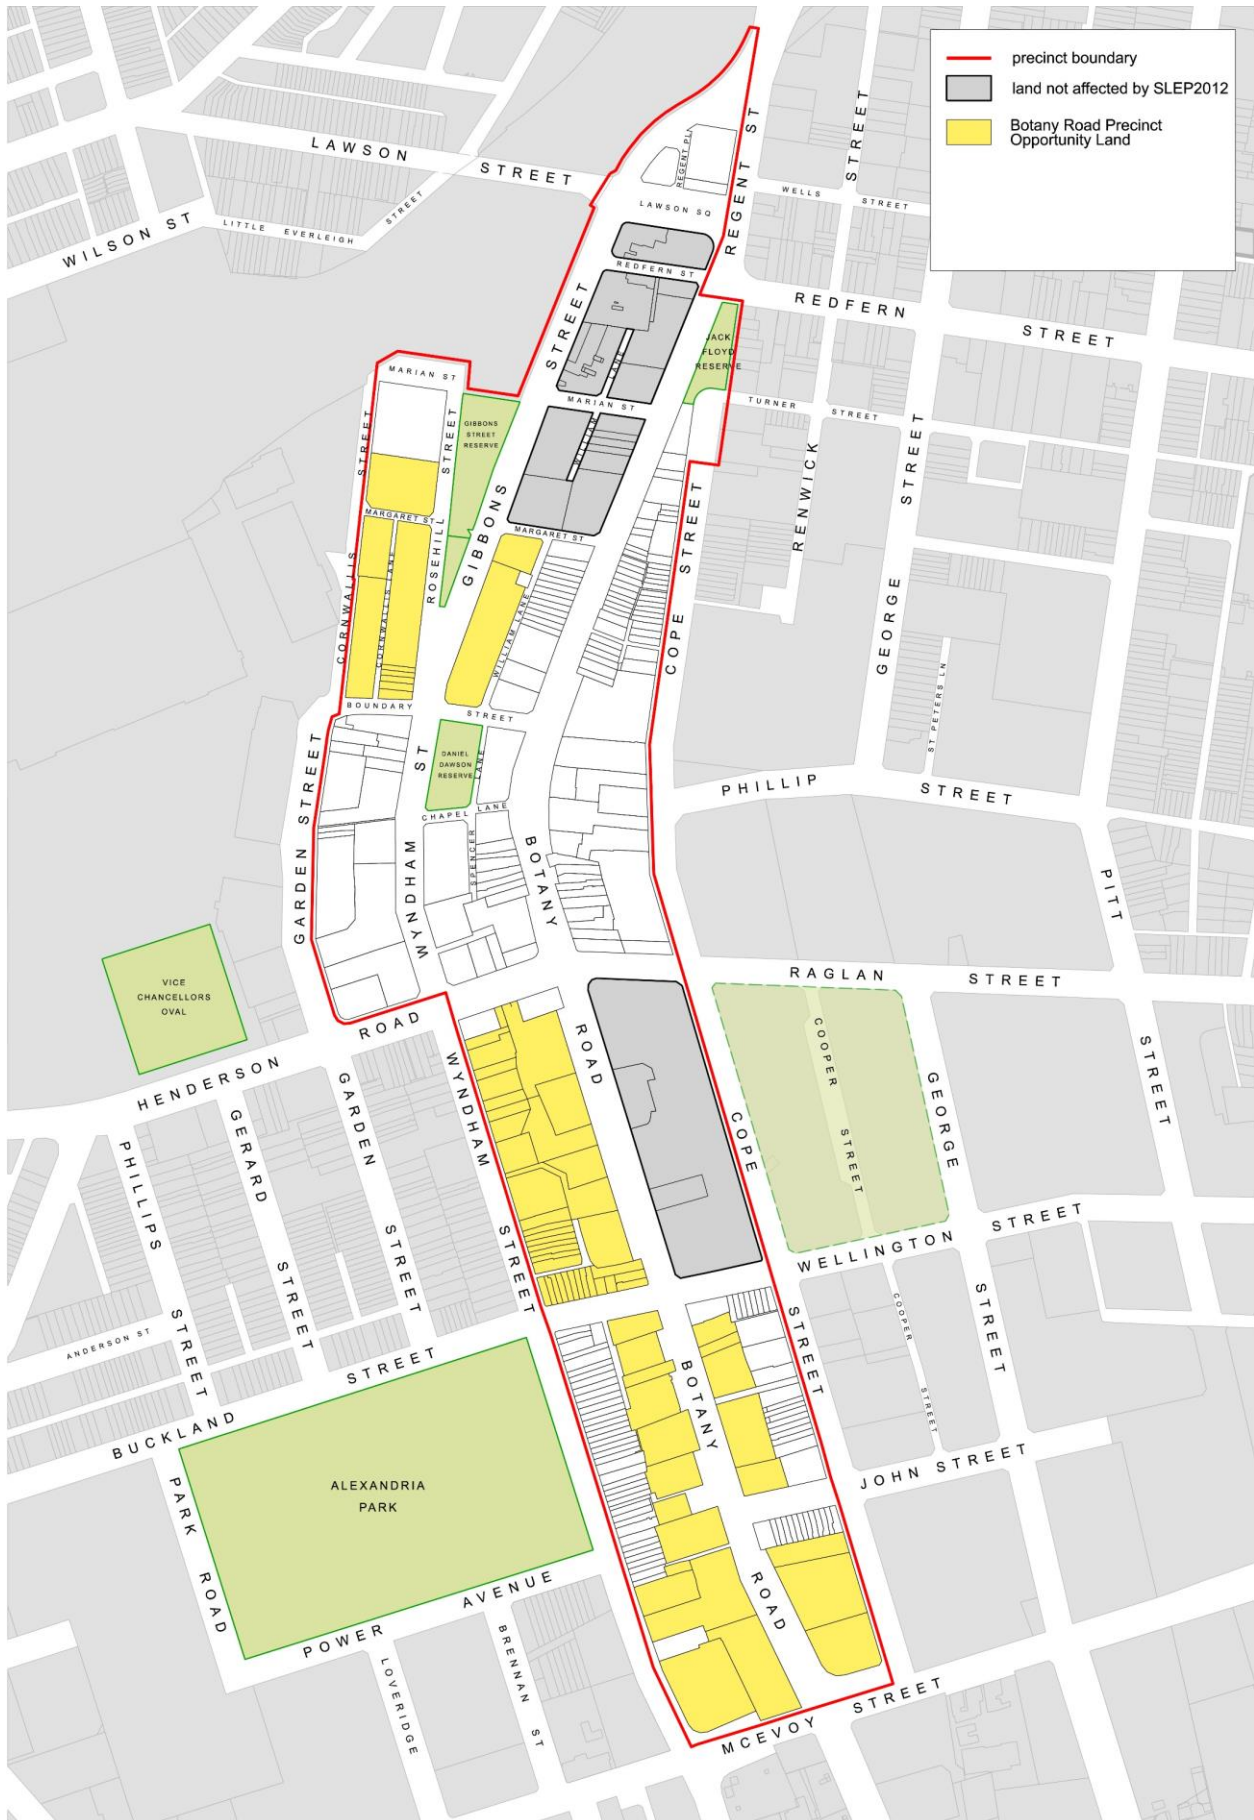 precinct boundary
land not affected by SLEP2012
Botany Road Precinct
Opportunity Land
LAWSON STREET
WILSON ST
LITTLE EVERLEIGH STREET
REGENT PL
REGENT ST
STREET
WELLS STREET
LAWSON SQ
REDFERN ST
REDFERN STREET
JACK
FLOYD
RESERVE
STREET
MARIAN ST
LANE
MARIAN ST
TURNER STREET
GIBBONS
STREET
RESERVE
STREET
STREET
WILLIAM
GIBBONS
MARGARET ST
MARGARET ST
ROSEHILL
CORNWALLIS
CORNWALLIS LANE
WILLIAM LANE
COPE STREET
RENWICK
GEORGE STREET
ST PETERS LN
BOUNDARY STREET
DANIEL
DAWSON
RESERVE
LANE
CHAPEL LANE
SPENCER
GARDEN STREET
WYNDHAM ST
BOTANY
PHILLIP STREET
PITT
STREET
VICE
CHANCELLORS
OVAL
RAGLAN STREET
COOPER
STREET
GEORGE
HENDERSON ROAD
ROAD
COPE
WYNDHAM
STREET
PHILLIPS
STREET
GERARD
STREET
GARDEN
STREET
WELLINGTON STREET
COOPER
STREET
STREET
STREET
ANDERSON ST
BUCKLAND STREET
BOTANY
JOHN STREET
ALEXANDRIA
PARK
PARK
ROAD
POWER AVENUE
ROAD
LOVERIDGE
BRENNAN ST
MCEVOY STREET